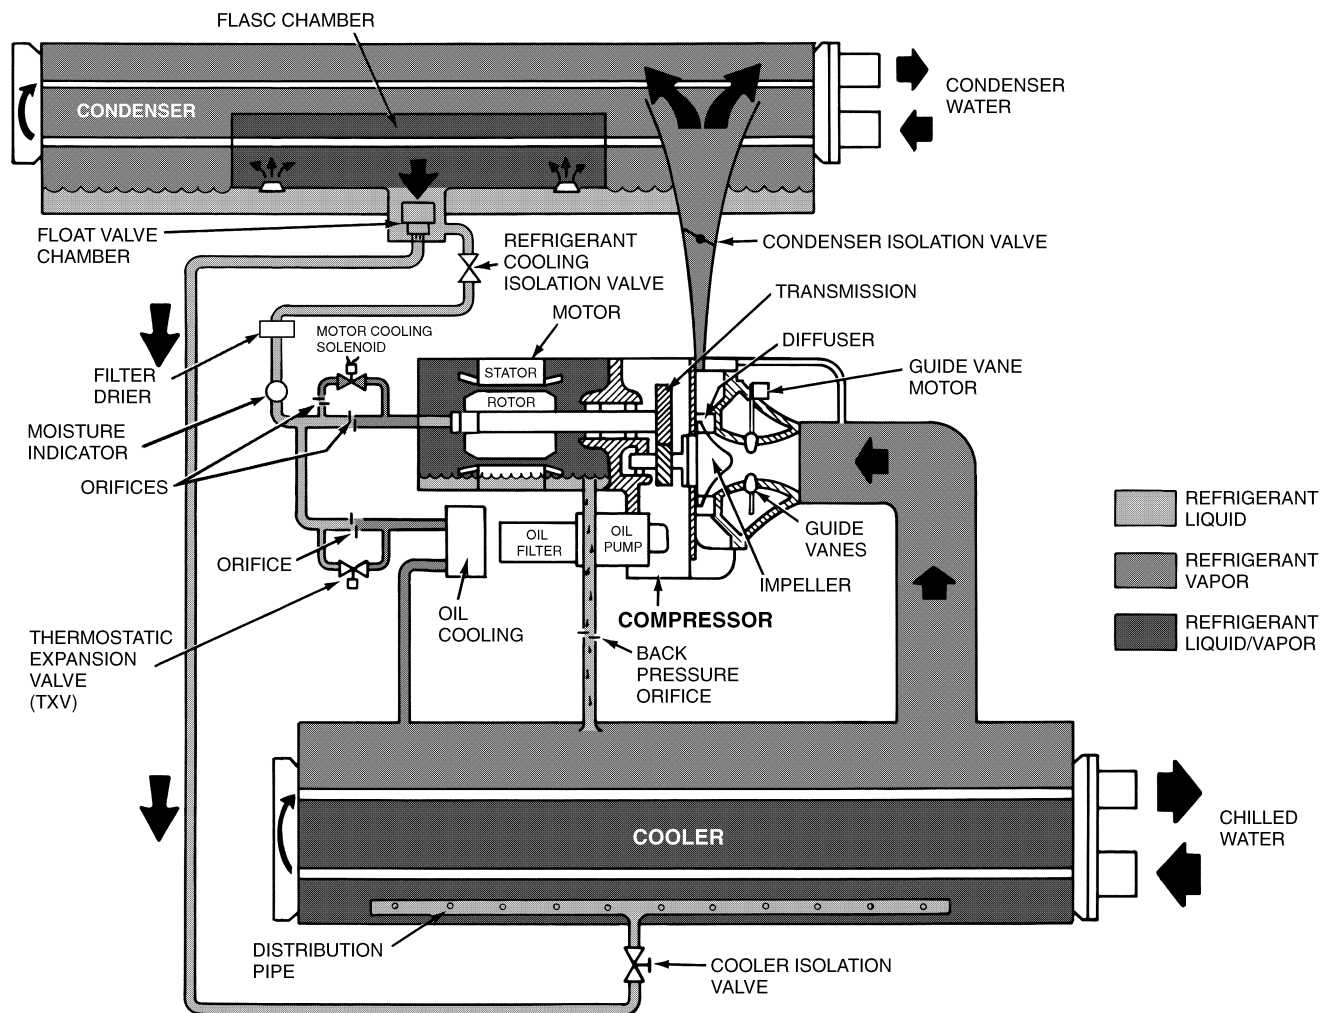 FLASC CHAMBER
CONDENSER
CONDENSER
WATER
FLOAT VALVE
CHAMBER
REFRIGERANT
COOLING
ISOLATION VALVE
CONDENSER ISOLATION VALVE
TRANSMISSION
MOTOR
MOTOR COOLING
SOLENOID
DIFFUSER
GUIDE VANE
MOTOR
FILTER
DRIER
STATOR
ROTOR
MOISTURE
INDICATOR
ORIFICES
REFRIGERANT
LIQUID
REFRIGERANT
VAPOR
REFRIGERANT
LIQUID/VAPOR
OIL
FILTER
OIL
PUMP
GUIDE
VANES
ORIFICE
IMPELLER
OIL
COOLING
COMPRESSOR
THERMOSTATIC
EXPANSION
VALVE
(TXV)
BACK
PRESSURE
ORIFICE
COOLER
CHILLED
WATER
DISTRIBUTION
PIPE
COOLER ISOLATION
VALVE